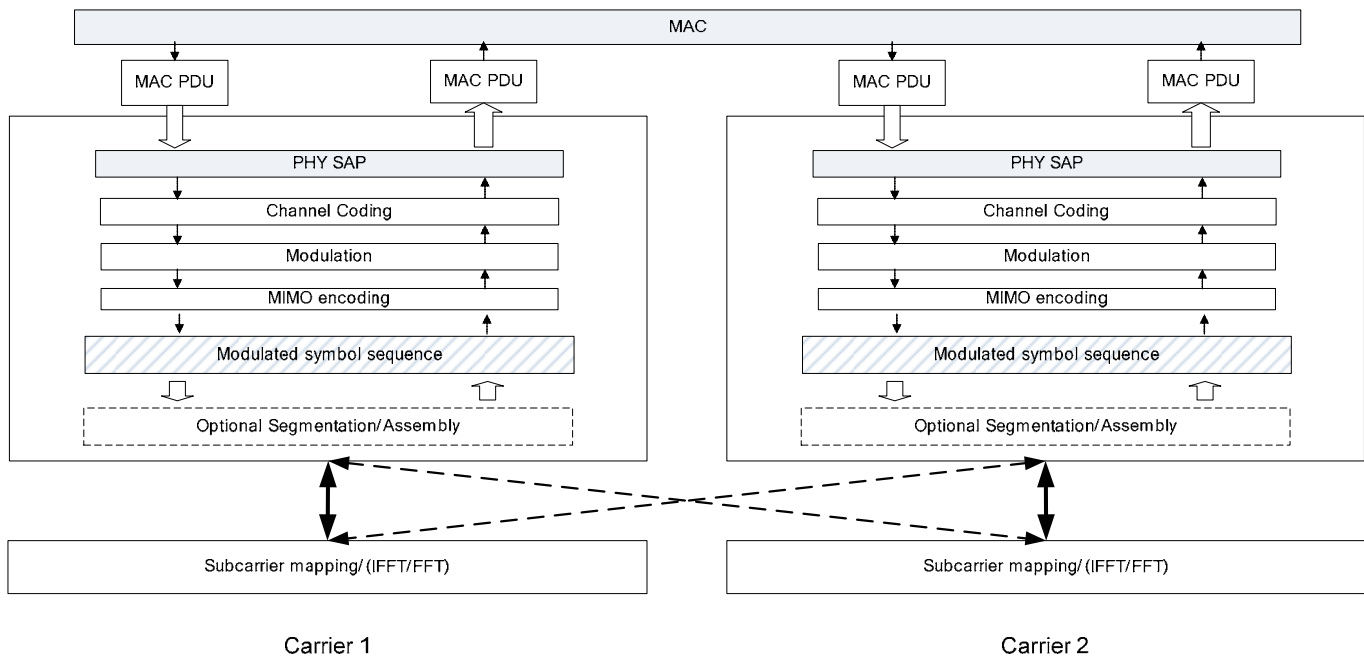 MAC
MAC PDU
MAC PDU
MAC PDU
MAC PDU
PHY SAP
Channel Coding
Modulation
MIMO encoding
Modulated symbol sequence
Optional Segmentation/Assembly
PHY SAP
Channel Coding
Modulation
MIMO encoding
Modulated symbol sequence
Optional Segmentation/Assembly
Subcarrier mapping/(IFFT/FFT)
Subcarrier mapping/(IFFT/FFT)
Carrier 1
Carrier 2